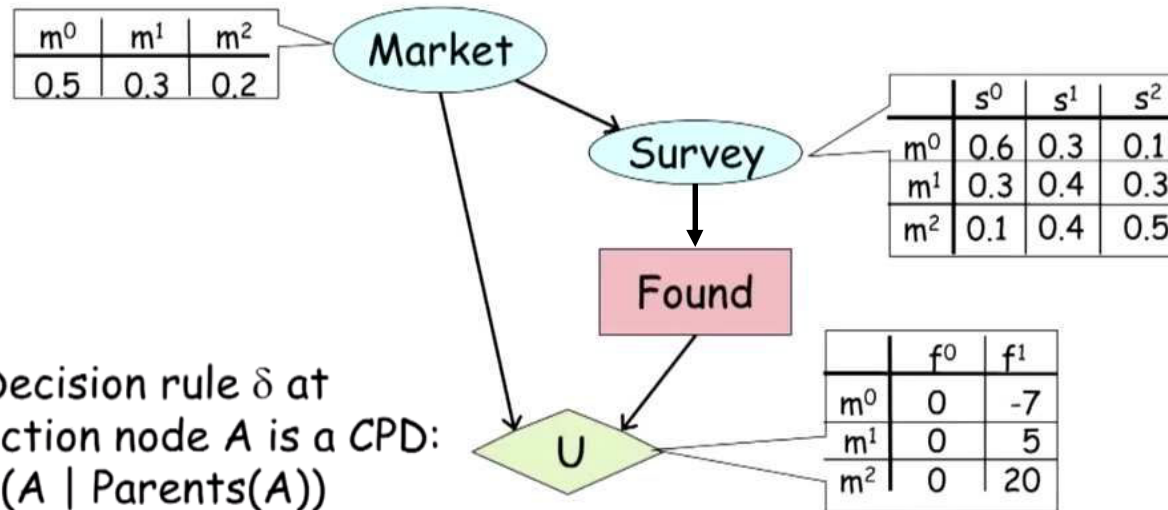 m⁰ m¹ m²
0.5 0.3 0.2
Market
Survey
s⁰ s¹ s²
m⁰ 0.6 0.3 0.1
m¹ 0.3 0.4 0.3
m² 0.1 0.4 0.5
Found
f⁰ f¹
m⁰ 0 -7
m¹ 0 5
m² 0 20
U
ecision rule δ at
ction node A is a CPD:
(A | Parents(A))